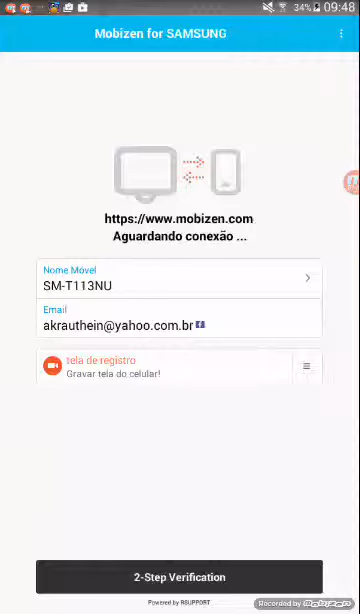 34% 09:48
Mobizen for SAMSUNG
https://www.mobizen.com
Aguardando conexão ...
Nome Móvel
SM-T113NU
Email
akrauthein@yahoo.com.br
tela de registro
Gravar tela do celular!
2-Step Verification
Powered by RSUPPORT
Recorded by Mobizen